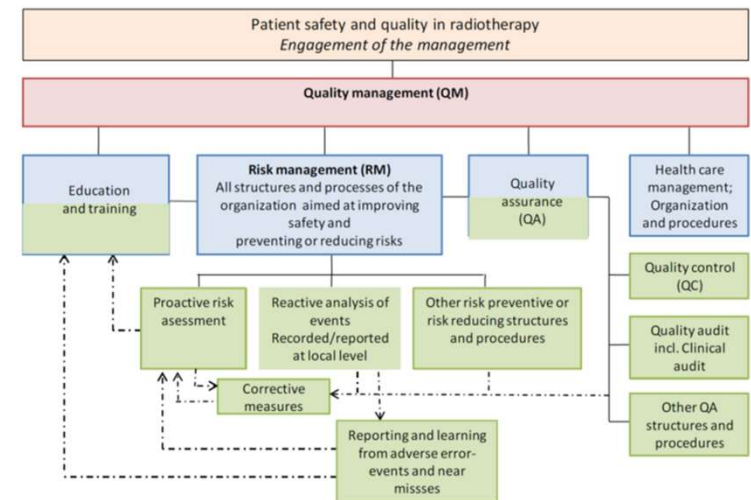 Patient safety and quality in radiotherapy
Engagement of the management
Quality management (QM)
Education
and training
Risk management (RM)
All structures and processes of the
organization aimed at improving
safety and
preventing or reducing risks
Quality
assurance
(QA)
Health care
management;
Organization
and procedures
Proactive risk
asessment
Reactive analysis of
events
Recorded/reported
at local level
Other risk preventive or
risk reducing structures
and procedures
Quality control
(QC)
Quality audit
incl. Clinical
audit
Corrective
measures
Other QA
structures and
procedures
Reporting and learning
from adverse error-
events and near
missses